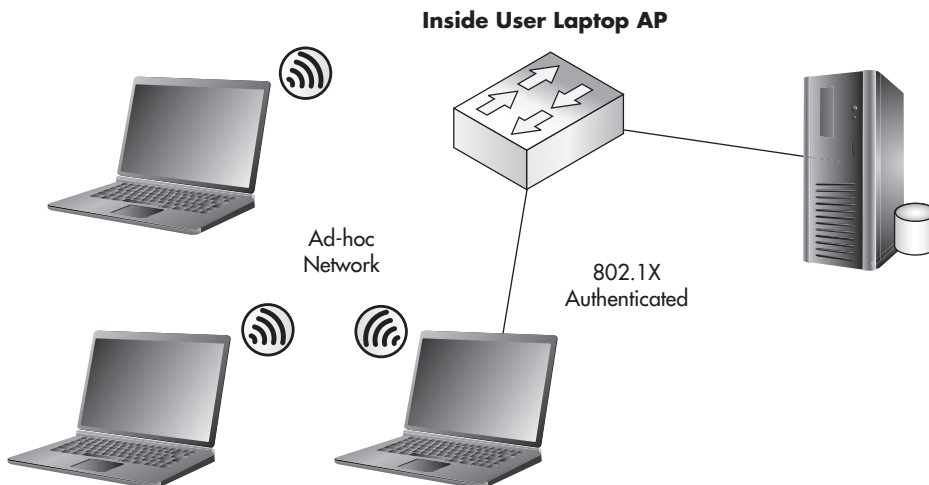 Inside User Laptop AP
Ad-hoc
Network
802.1X
Authenticated